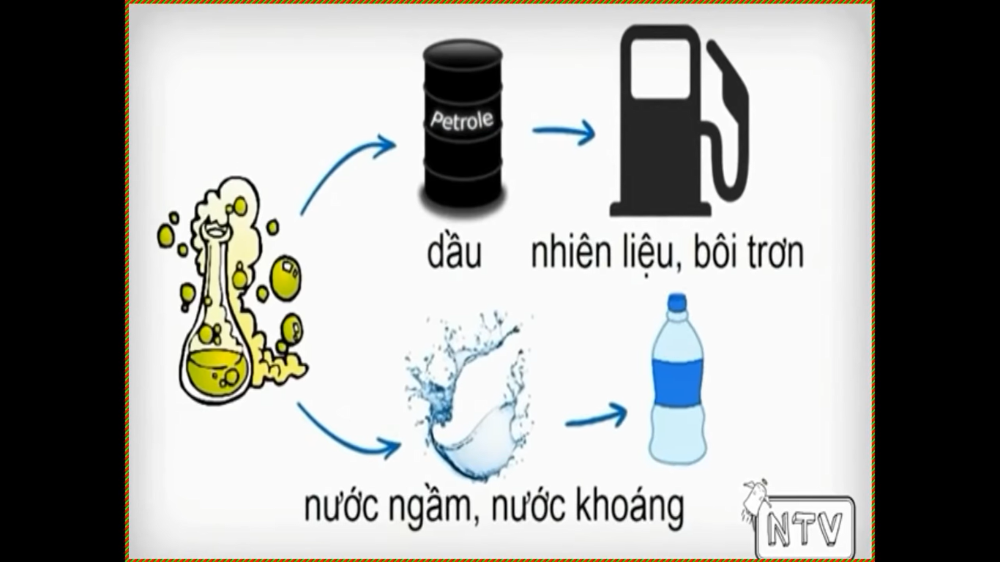 Petrole
dầu
nhiên liệu, bôi trơn
nước ngầm, nước khoáng
NTV